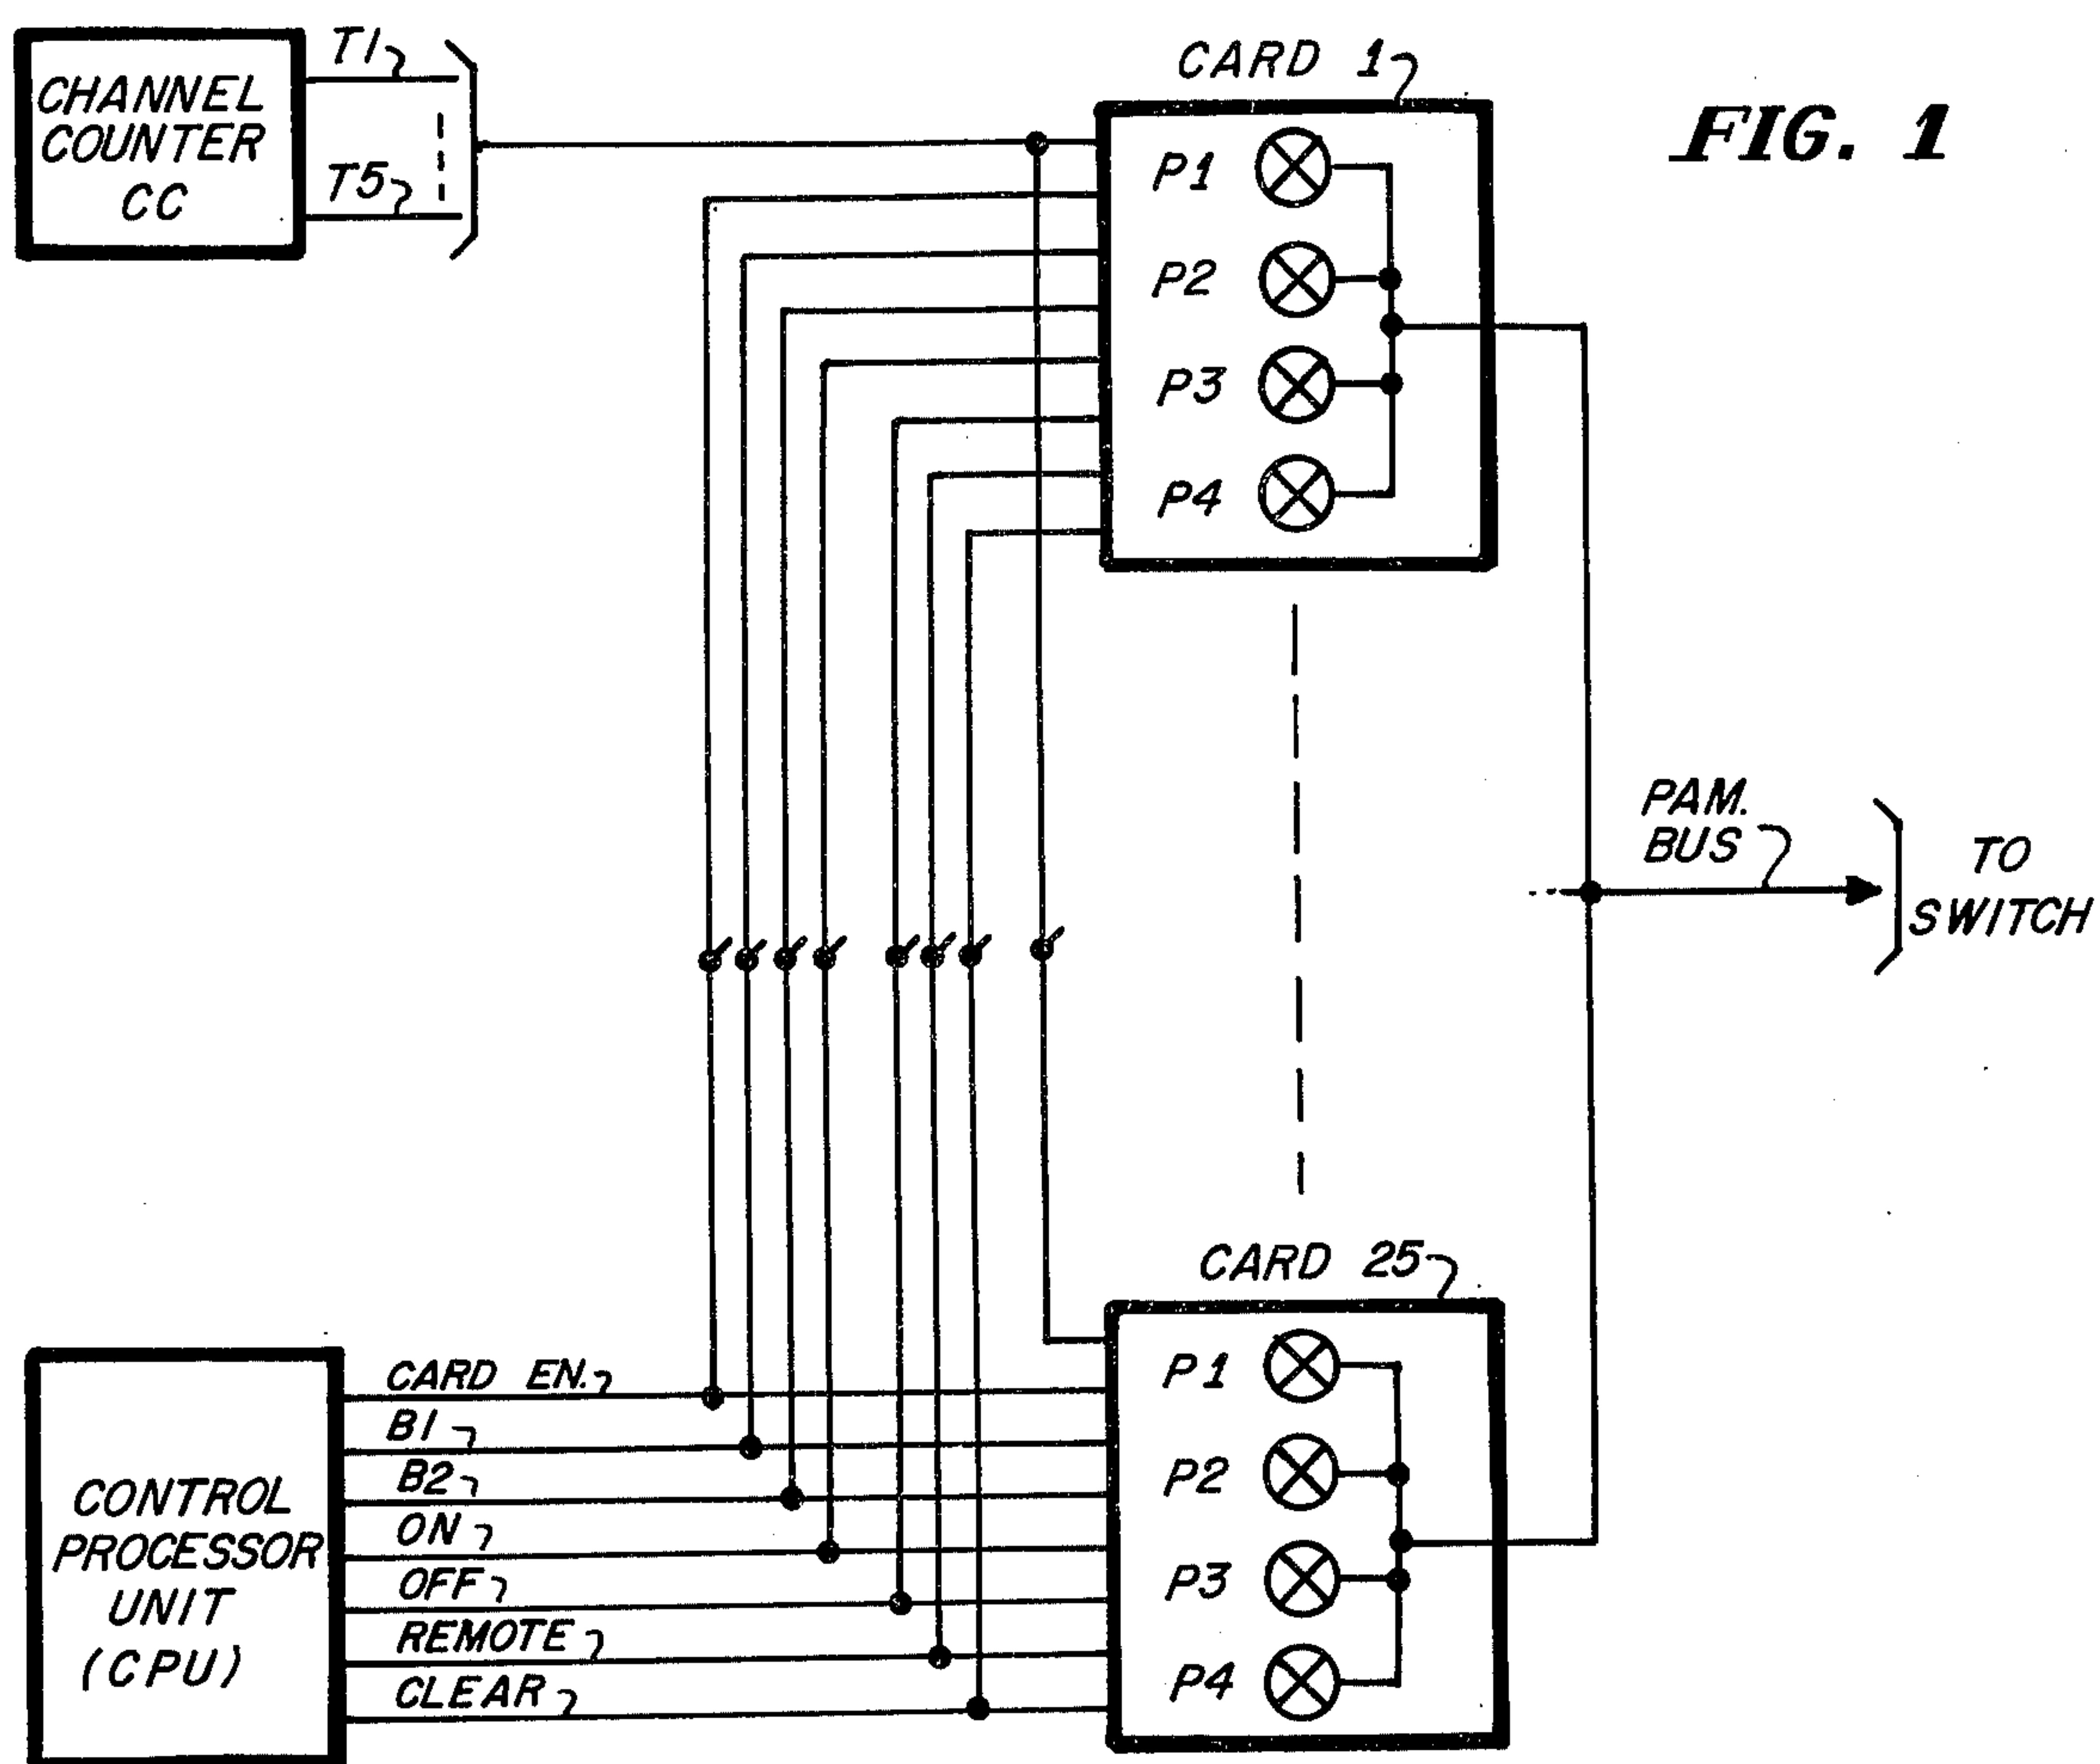 FIG. 1
CHANNEL
COUNTER
CC
T1
T5
CARD 1
P1
P2
P3
P4
PAM.
BUS
TO
SWITCH
CARD 25
P1
P2
P3
P4
CONTROL
PROCESSOR
UNIT
(CPU)
CARD EN.
B1
B2
ON
OFF
REMOTE
CLEAR